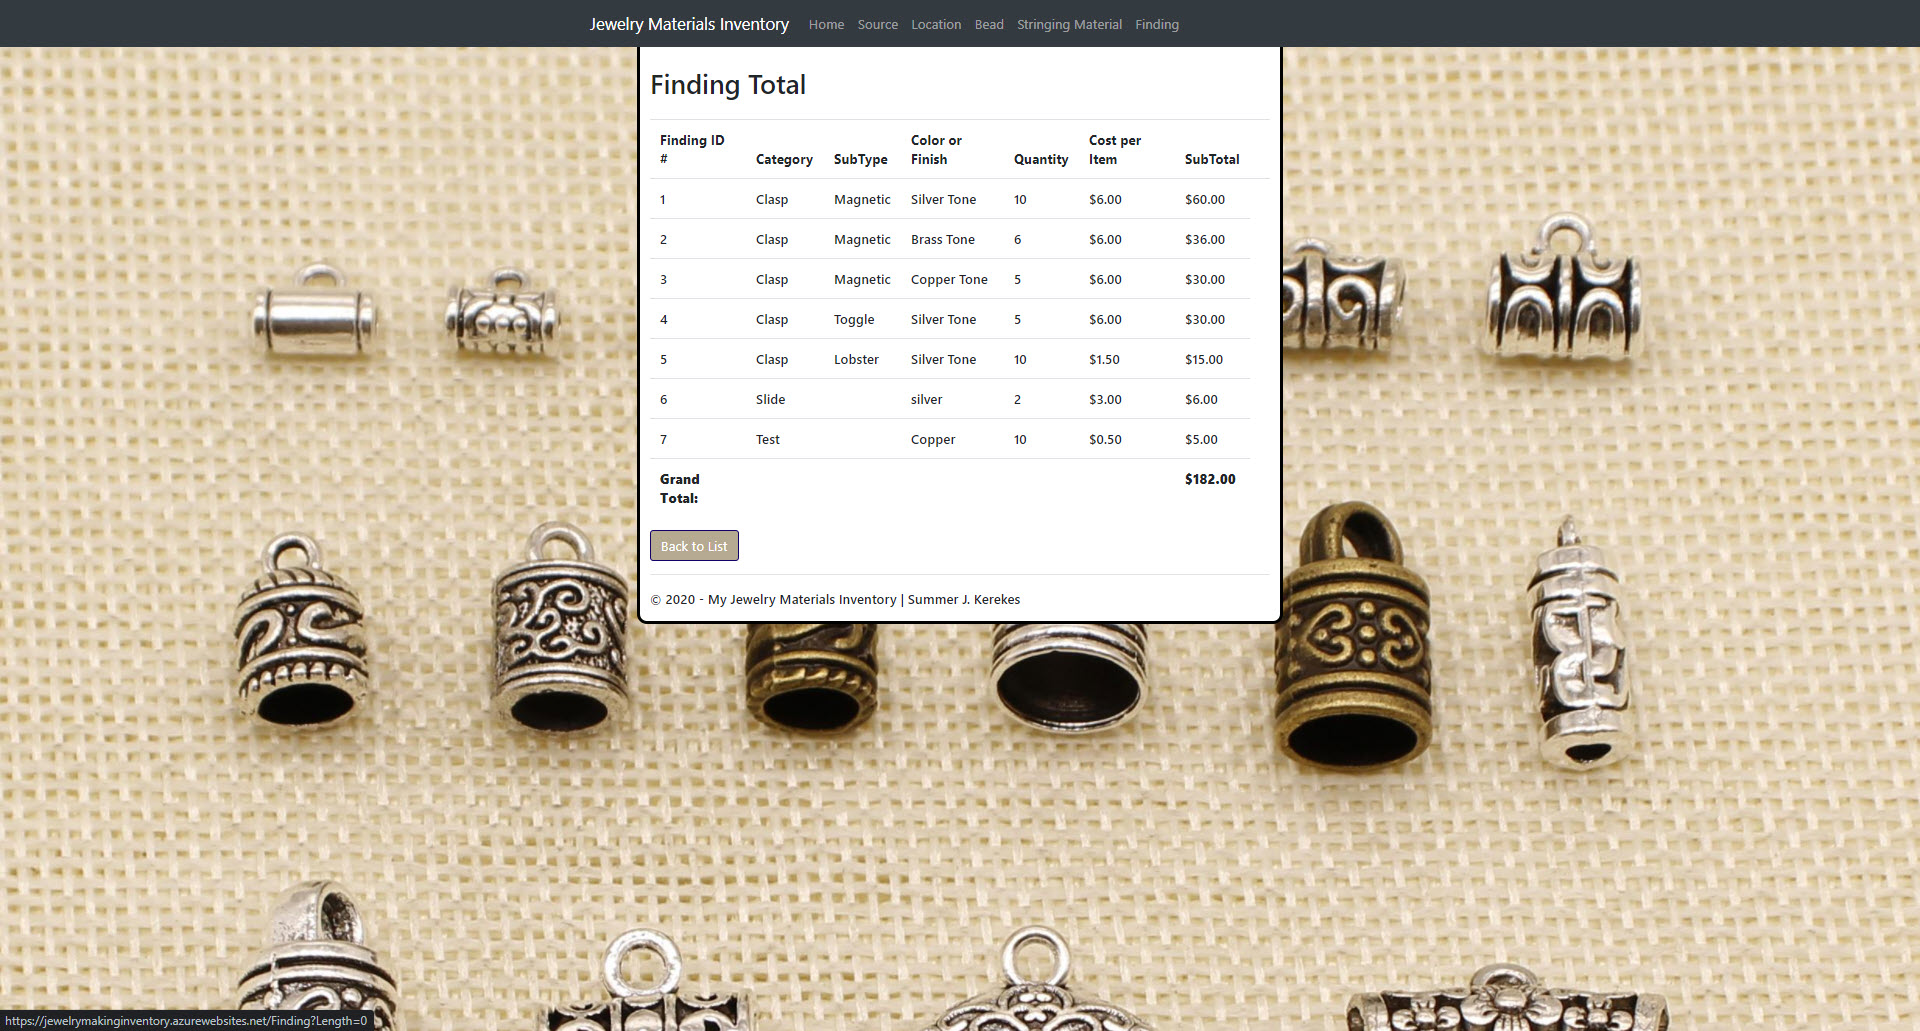 Jewelry Materials Inventory Home Source Location Bead Stringing Material Finding
Finding Total
Finding ID # Category SubType Color or Finish Quantity Cost per Item SubTotal
1 Clasp Magnetic Silver Tone 10 $6.00 $60.00
2 Clasp Magnetic Brass Tone 6 $6.00 $36.00
3 Clasp Magnetic Copper Tone 5 $6.00 $30.00
4 Clasp Toggle Silver Tone 5 $6.00 $30.00
5 Clasp Lobster Silver Tone 10 $1.50 $15.00
6 Slide silver 2 $3.00 $6.00
7 Test Copper 10 $0.50 $5.00
Grand Total: $182.00
Back to List
© 2020 - My Jewelry Materials Inventory | Summer J. Kerekes
https://jewelrymakinginventory.azurewebsites.net/Finding?Length=0